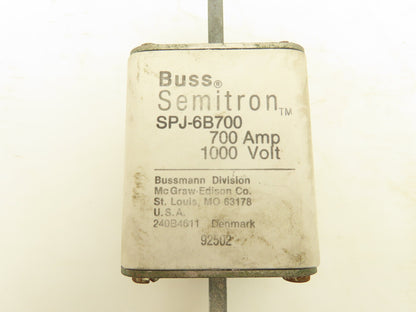 Buss®
Semitron™
SPJ-6B700
700 Amp
1000 Volt
Bussmann Division
McGraw-Edison Co.
St. Louis, MO 63178
U.S.A.
240B4611 Denmark
92502